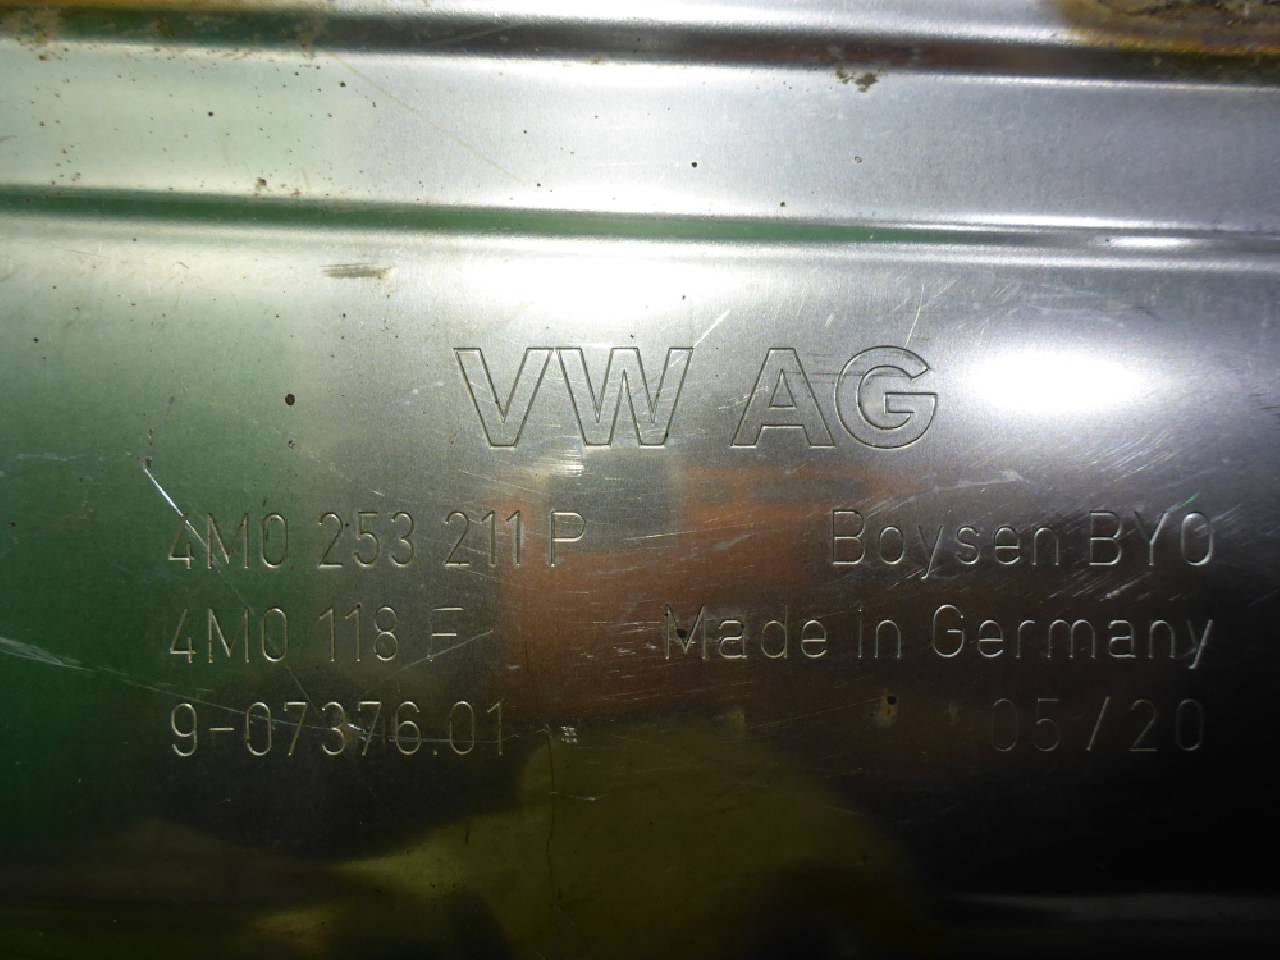 VW AG
4M0 253 211 P Boysen BY0
4M0 118 F Made in Germany
9-07376.01 05/20